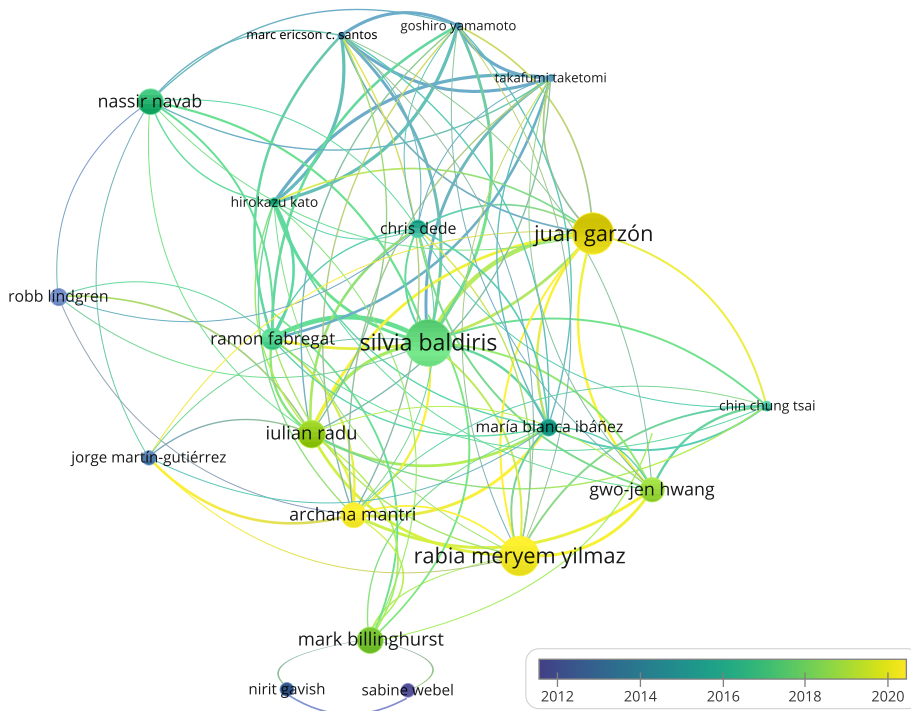 goshiro yamamoto
marc ericson c. santos
takafumi taketomi
nassir navab
hirokazu kato
chris dede
juan garzón
robb lindgren
ramon fabregat
silvia baldiris
chin chung tsai
maría blanca ibáñez
iulian radu
jorge martín-gutiérrez
gwo-jen hwang
archana mantri
rabia meryem yilmaz
mark billinghurst
nirit gavish
sabine webel
2012 2014 2016 2018 2020